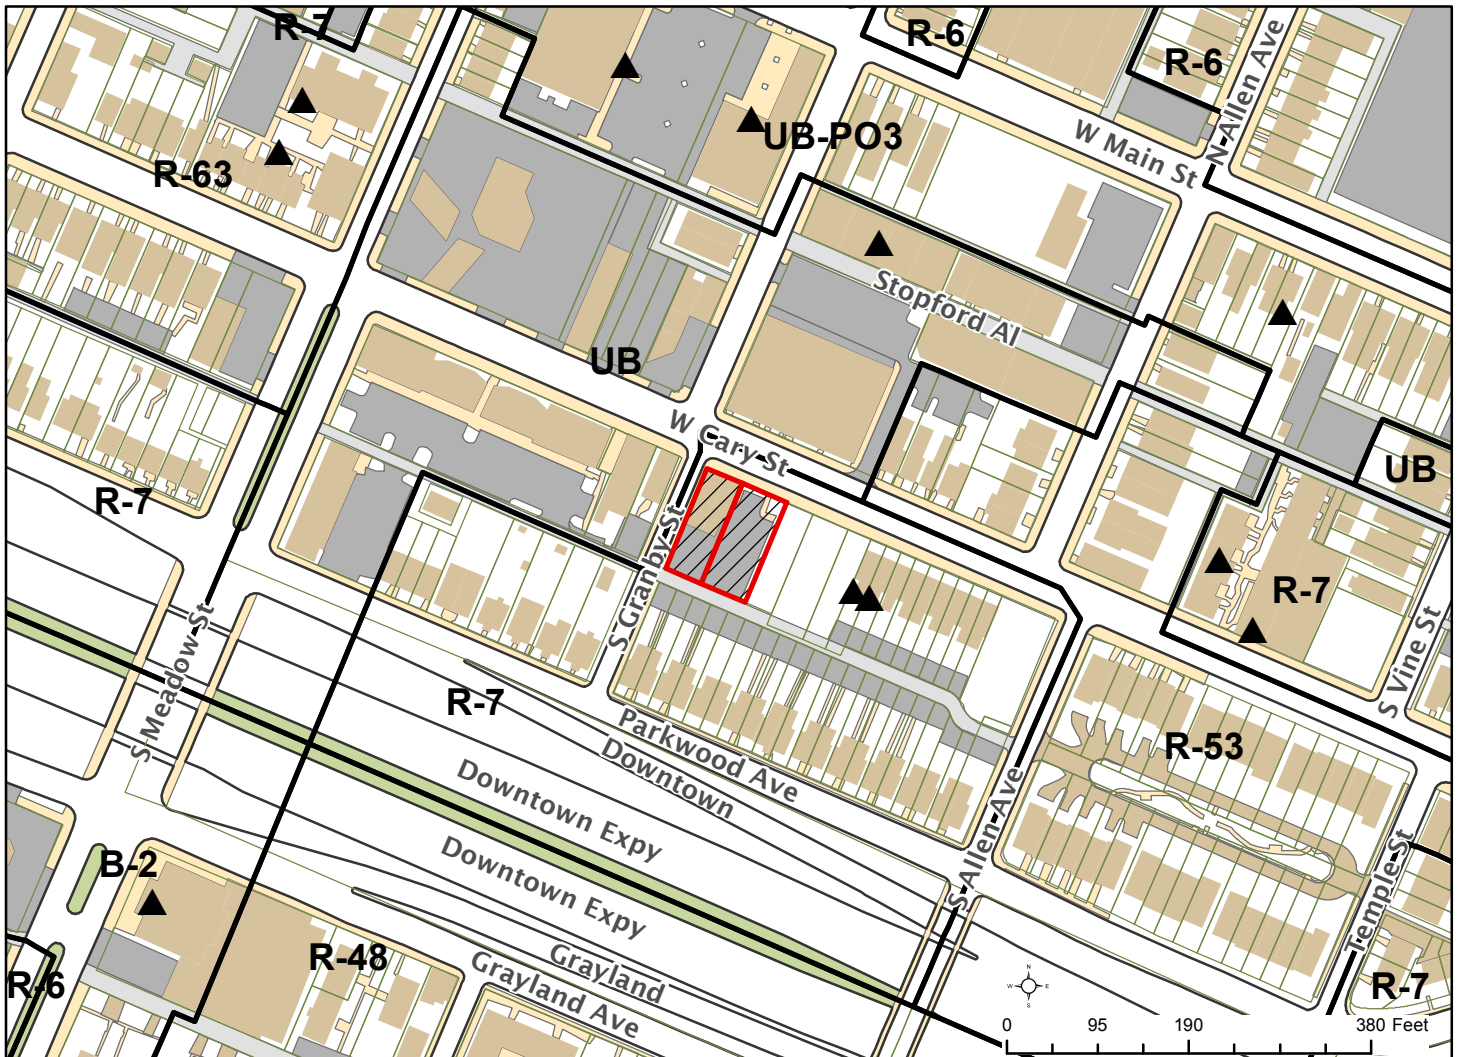 R-7
R-6
R-6
N Allen Ave
W Main St
UB-PO3
R-63
Stopford Al
UB
W Cary St
UB
R-7
S Granby St
R-7
S Vine St
S Meadow St
R-7
Parkwood Ave
Downtown
R-53
Downtown Expy
Downtown Expy
S Allen Ave
Temple St
B-2
R-48
Grayland
Grayland Ave
R-6
R-7
N
W E
S
0 95 190 380 Feet